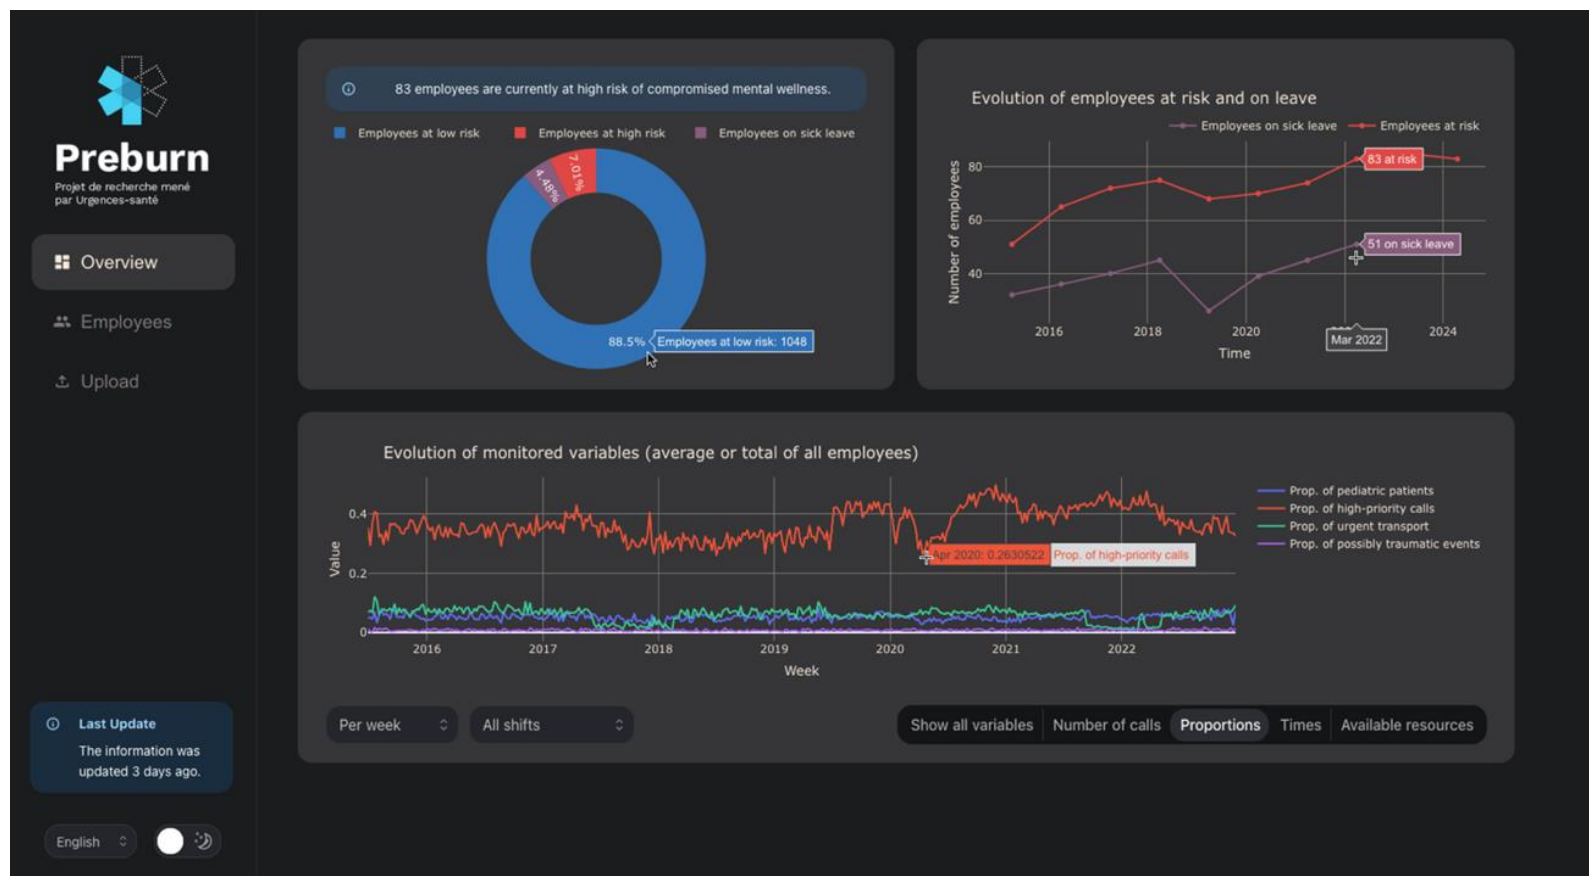 Preburn
Projet de recherche mené
par Urgences-santé
Overview
Employees
Upload
Last Update
The information was
updated 3 days ago.
English
83 employees are currently at high risk of compromised mental wellness.
Employees at low risk
Employees at high risk
Employees on sick leave
7.01%
4.48%
88.5%
Employees at low risk: 1048
Evolution of employees at risk and on leave
Employees on sick leave
Employees at risk
Number of employees
80
60
40
83 at risk
51 on sick leave
2016
2018
2020
Mar 2022
2024
Time
Evolution of monitored variables (average or total of all employees)
Value
0.4
0.2
0
Apr 2020: 0.2630522
Prop. of high-priority calls
Prop. of pediatric patients
Prop. of high-priority calls
Prop. of urgent transport
Prop. of possibly traumatic events
2016
2017
2018
2019
2020
2021
2022
Week
Per week
All shifts
Show all variables
Number of calls
Proportions
Times
Available resources